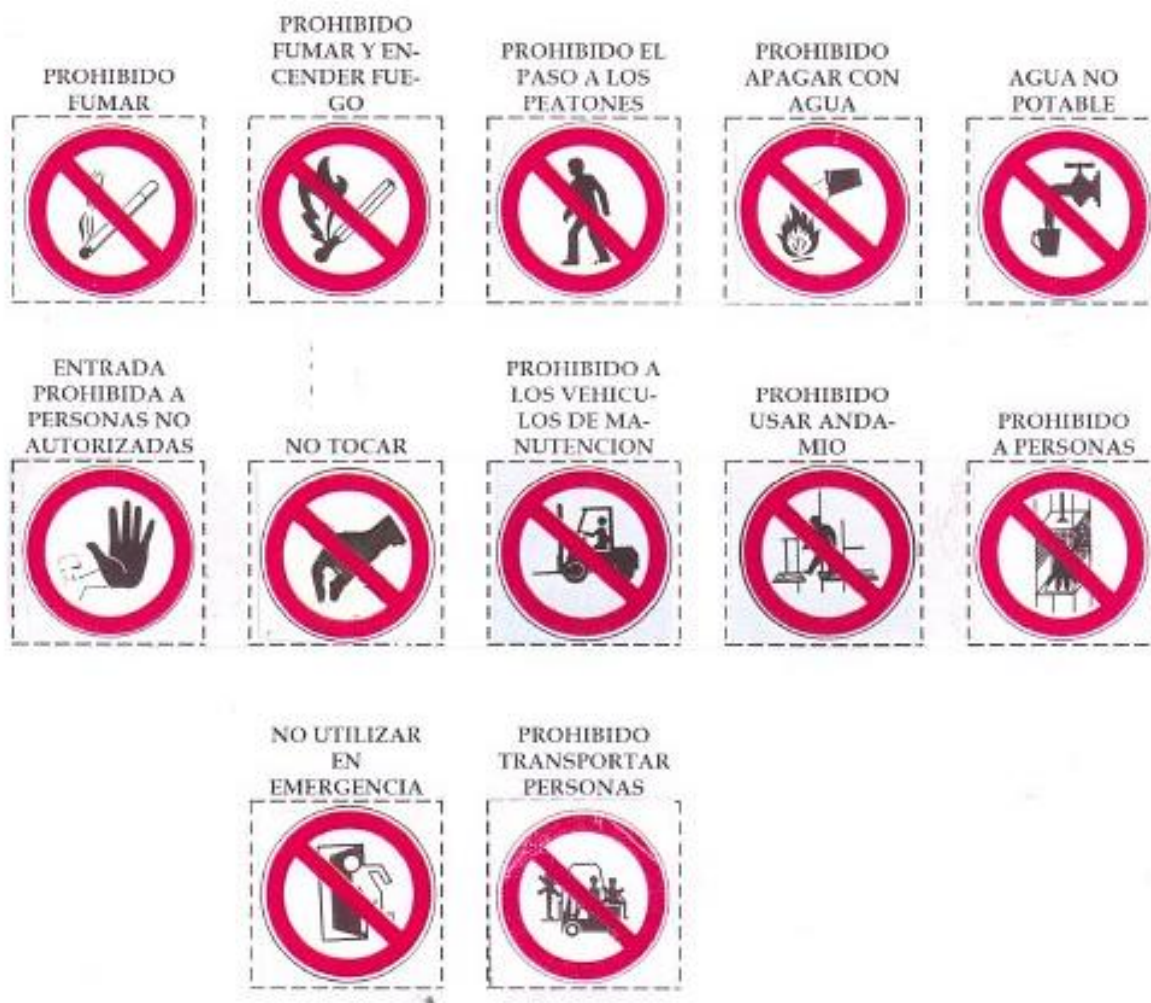 PROHIBIDO
FUMAR
PROHIBIDO
FUMAR Y EN-
CENDER FUE-
GO
PROHIBIDO EL
PASO A LOS
PEATONES
PROHIBIDO
APAGAR CON
AGUA
AGUA NO
POTABLE
ENTRADA
PROHIBIDA A
PERSONAS NO
AUTORIZADAS
NO TOCAR
PROHIBIDO A
LOS VEHICU-
LOS DE MA-
NUTENCION
PROHIBIDO
USAR ANDA-
MIO
PROHIBIDO
A PERSONAS
NO UTILIZAR
EN
EMERGENCIA
PROHIBIDO
TRANSPORTAR
PERSONAS